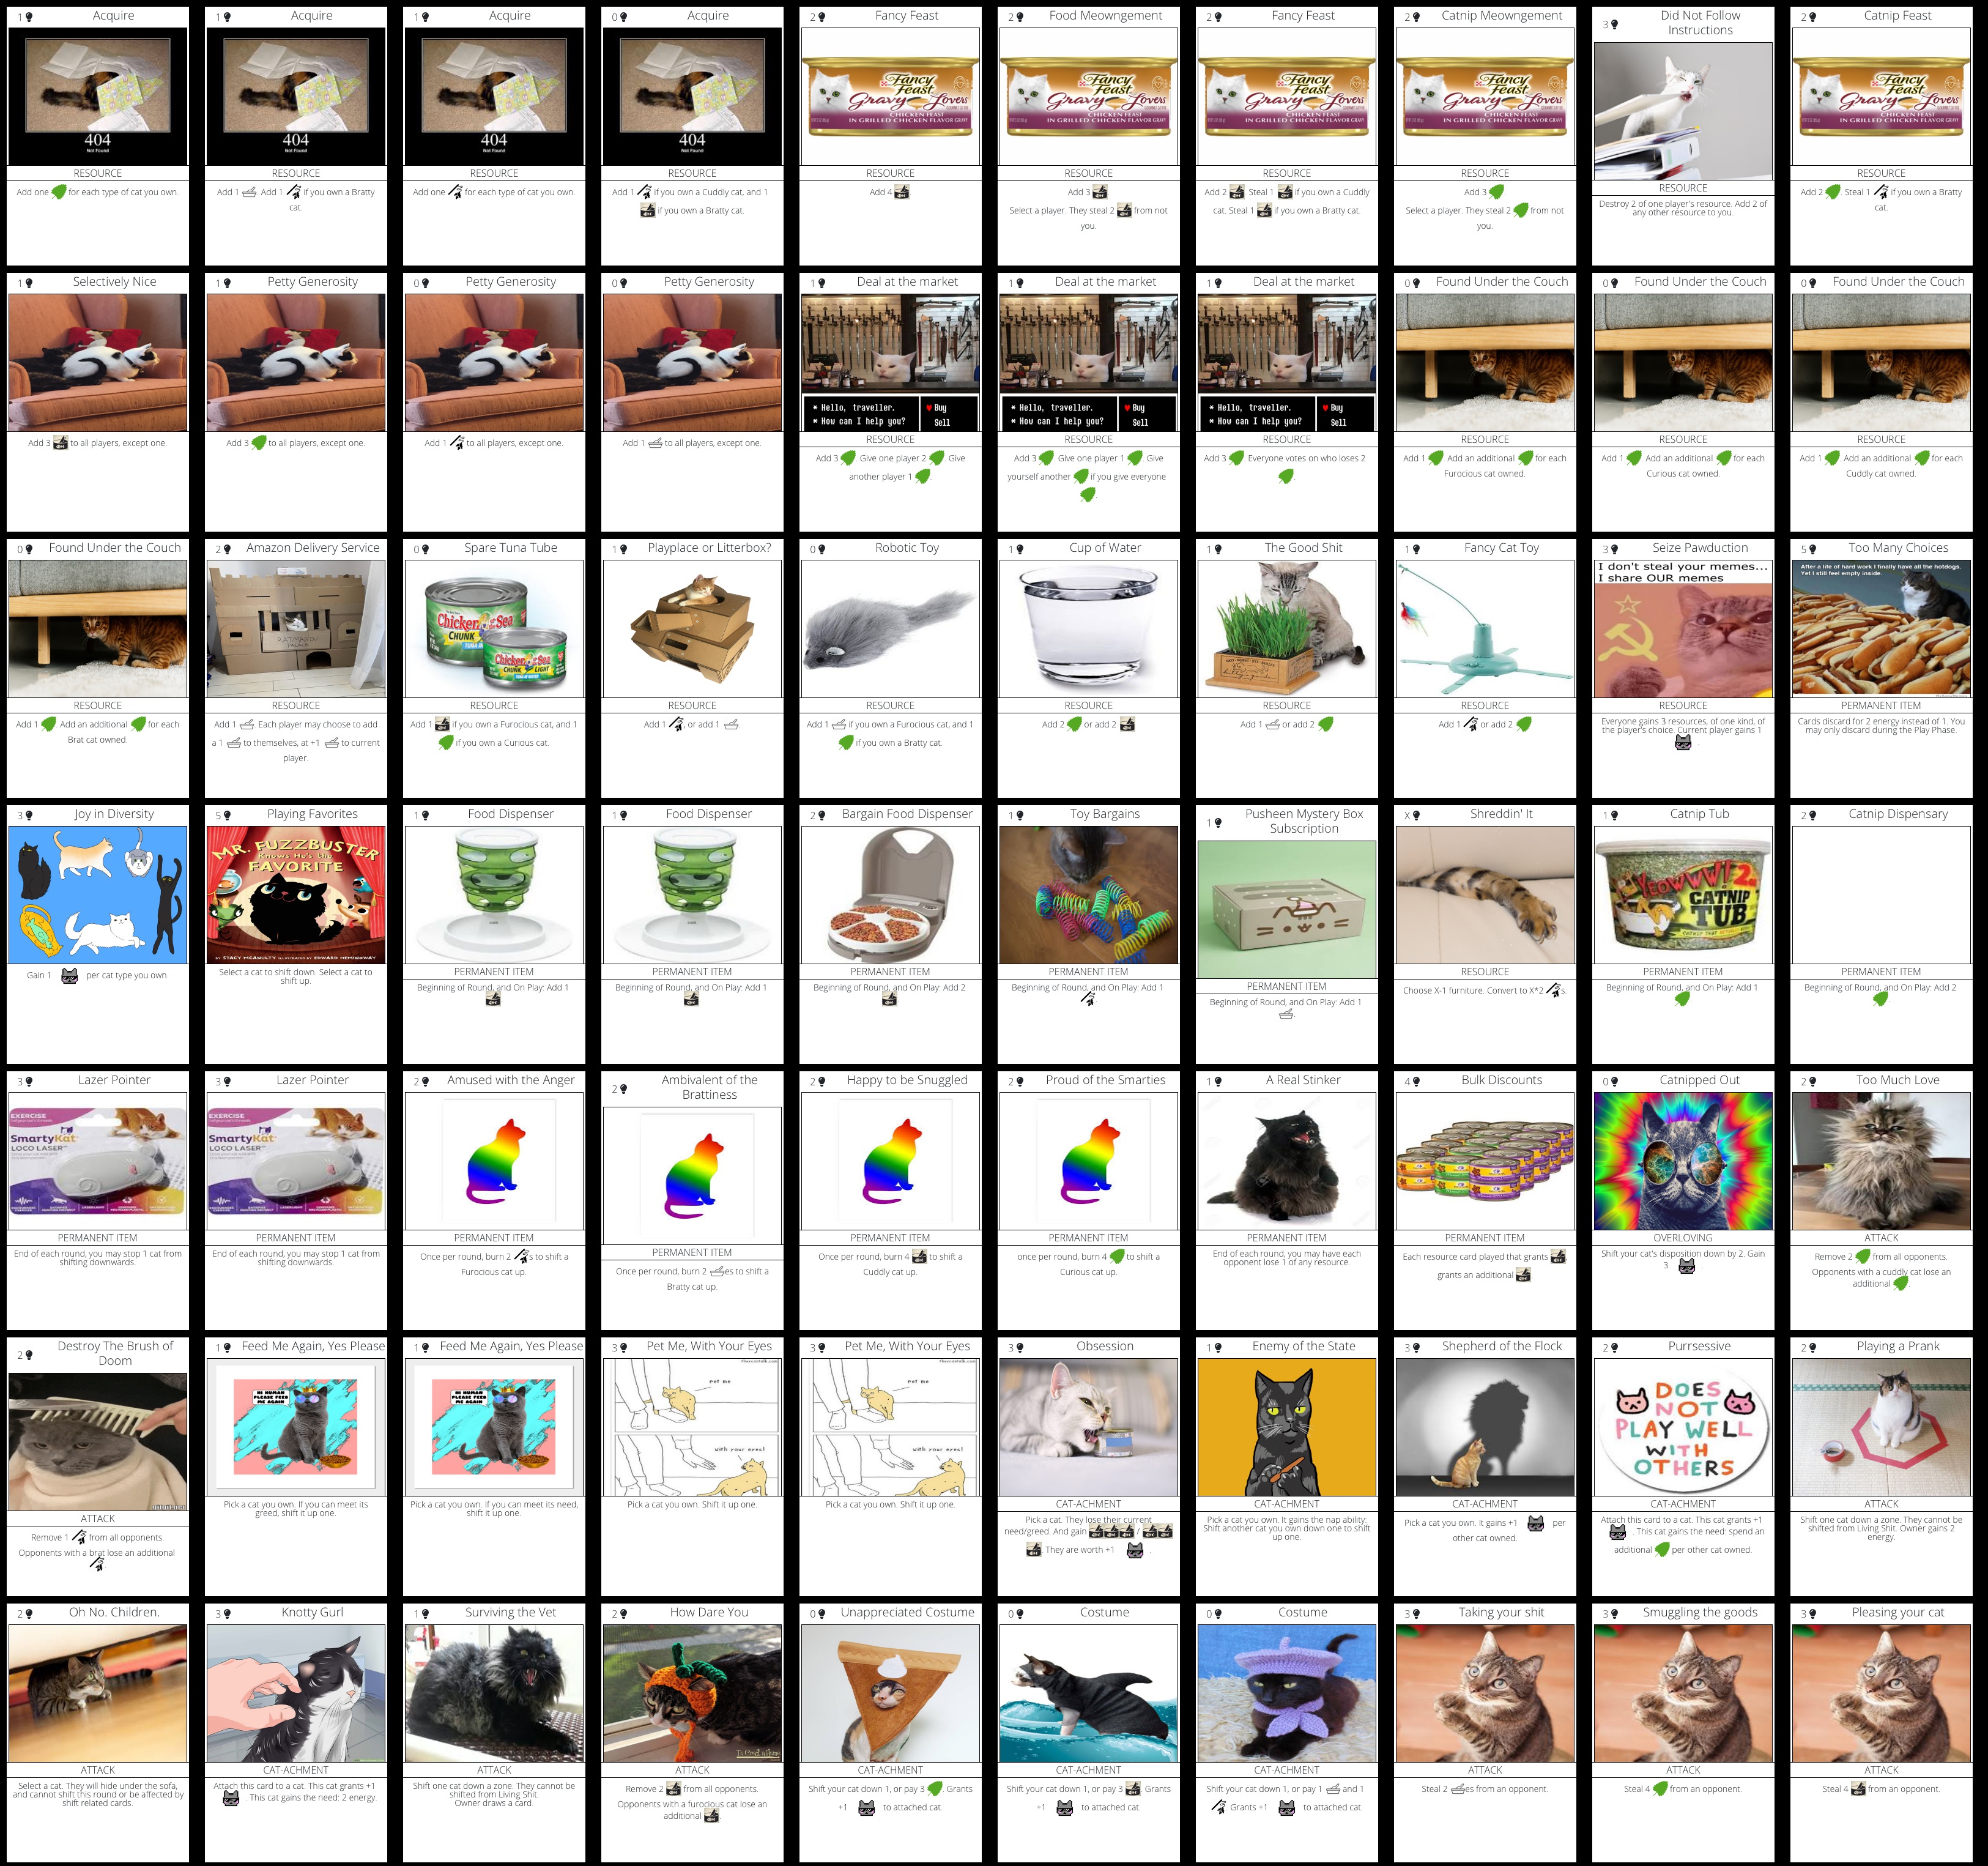 1 Acquire
404
Not Found
RESOURCE
Add one for each type of cat you own.
1 Acquire
404
Not Found
RESOURCE
Add 1 . Add 1 if you own a Bratty
cat.
1 Acquire
404
Not Found
RESOURCE
Add one for each type of cat you own.
0 Acquire
404
Not Found
RESOURCE
Add 1 if you own a Cuddly cat, and 1
if you own a Bratty cat.
2 Fancy Feast
Fancy
Feast
Gravy Lovers
CHICKEN FEAST
IN GRILLED CHICKEN FLAVOR GRAVY
RESOURCE
Add 4
2 Food Meowngement
Fancy
Feast
Gravy Lovers
CHICKEN FEAST
IN GRILLED CHICKEN FLAVOR GRAVY
RESOURCE
Add 3
Select a player. They steal 2 from not
you.
2 Fancy Feast
Fancy
Feast
Gravy Lovers
CHICKEN FEAST
IN GRILLED CHICKEN FLAVOR GRAVY
RESOURCE
Add 2 . Steal 1 if you own a Cuddly
cat. Steal 1 if you own a Bratty cat.
2 Catnip Meowngement
Fancy
Feast
Gravy Lovers
CHICKEN FEAST
IN GRILLED CHICKEN FLAVOR GRAVY
RESOURCE
Add 3
Select a player. They steal 2 from not
you.
3 Did Not Follow
Instructions
RESOURCE
Destroy 2 of one player's resource. Add 2 of
any other resource to you.
2 Catnip Feast
Fancy
Feast
Gravy Lovers
CHICKEN FEAST
IN GRILLED CHICKEN FLAVOR GRAVY
RESOURCE
Add 2 . Steal 1 if you own a Bratty
cat.
1 Selectively Nice
Add 3 to all players, except one.
1 Petty Generosity
Add 3 to all players, except one.
0 Petty Generosity
Add 1 to all players, except one.
0 Petty Generosity
Add 1 to all players, except one.
1 Deal at the market
* Hello, traveller.
* How can I help you?
Buy
Sell
RESOURCE
Add 3 . Give one player 2 . Give
another player 1 .
1 Deal at the market
* Hello, traveller.
* How can I help you?
Buy
Sell
RESOURCE
Add 3 . Give one player 1 . Give
yourself another if you give everyone
.
1 Deal at the market
* Hello, traveller.
* How can I help you?
Buy
Sell
RESOURCE
Add 3 . Everyone votes on who loses 2
.
0 Found Under the Couch
RESOURCE
Add 1 . Add an additional for each
Furocious cat owned.
0 Found Under the Couch
RESOURCE
Add 1 . Add an additional for each
Curious cat owned.
0 Found Under the Couch
RESOURCE
Add 1 . Add an additional for each
Cuddly cat owned.
0 Found Under the Couch
RESOURCE
Add 1 . Add an additional for each
Brat cat owned.
2 Amazon Delivery Service
RESOURCE
Add 1 . Each player may choose to add
a 1 to themselves, at +1 to current
player.
0 Spare Tuna Tube
Chicken of the Sea
CHUNK
Chicken of the Sea
CHUNK LIGHT
RESOURCE
Add 1 if you own a Furocious cat, and 1
if you own a Curious cat.
1 Playplace or Litterbox?
RESOURCE
Add 1 , or add 1
0 Robotic Toy
RESOURCE
Add 1 if you own a Furocious cat, and 1
if you own a Bratty cat.
1 Cup of Water
RESOURCE
Add 2 or add 2
1 The Good Shit
RESOURCE
Add 1 or add 2
1 Fancy Cat Toy
RESOURCE
Add 1 or add 2
3 Seize Pawduction
I don't steal your memes...
I share OUR memes
RESOURCE
Everyone gains 3 resources, of one kind, of
the player's choice. Current player gains 1
.
5 Too Many Choices
After a life of hard work I finally have all the hotdogs.
Yet I still feel empty inside.
PERMANENT ITEM
Cards discard for 2 energy instead of 1. You
may only discard during the Play Phase.
3 Joy in Diversity
Gain 1 per cat type you own.
5 Playing Favorites
MR. FUZZBUSTER
Knows He's the
FAVORITE
BY STACY MCANULTY ILLUSTRATED BY EDWARD HEMINGWAY
Select a cat to shift down. Select a cat to
shift up.
1 Food Dispenser
PERMANENT ITEM
Beginning of Round, and On Play: Add 1
1 Food Dispenser
PERMANENT ITEM
Beginning of Round, and On Play: Add 1
2 Bargain Food Dispenser
PERMANENT ITEM
Beginning of Round, and On Play: Add 2
1 Toy Bargains
PERMANENT ITEM
Beginning of Round, and On Play: Add 1
1 Pusheen Mystery Box
Subscription
PERMANENT ITEM
Beginning of Round, and On Play: Add 1
X Shreddin' It
RESOURCE
Choose X-1 furniture. Convert to X*2 s.
1 Catnip Tub
YEOWWW!
CATNIP
TUB
PERMANENT ITEM
Beginning of Round, and On Play: Add 1
2 Catnip Dispensary
PERMANENT ITEM
Beginning of Round, and On Play: Add 2
3 Lazer Pointer
EXERCISE
SmartyKat
LOCO LASER
PERMANENT ITEM
End of each round, you may stop 1 cat from
shifting downwards.
3 Lazer Pointer
EXERCISE
SmartyKat
LOCO LASER
PERMANENT ITEM
End of each round, you may stop 1 cat from
shifting downwards.
2 Amused with the Anger
PERMANENT ITEM
Once per round, burn 2 s to shift a
Furocious cat up.
2 Ambivalent of the
Brattiness
PERMANENT ITEM
Once per round, burn 2 es to shift a
Bratty cat up.
2 Happy to be Snuggled
PERMANENT ITEM
Once per round, burn 4 to shift a
Cuddly cat up.
2 Proud of the Smarties
PERMANENT ITEM
once per round, burn 4 to shift a
Curious cat up.
1 A Real Stinker
PERMANENT ITEM
End of each round, you may have each
opponent lose 1 of any resource.
4 Bulk Discounts
PERMANENT ITEM
Each resource card played that grants
grants an additional
0 Catnipped Out
OVERLOVING
Shift your cat's disposition down by 2. Gain
3 .
2 Too Much Love
ATTACK
Remove 2 from all opponents.
Opponents with a cuddly cat lose an
additional
2 Destroy The Brush of
Doom
ATTACK
Remove 1 from all opponents.
Opponents with a brat lose an additional
1 Feed Me Again, Yes Please
HI HUMAN
PLEASE FEED
ME AGAIN
Pick a cat you own. If you can meet its
greed, shift it up one.
1 Feed Me Again, Yes Please
HI HUMAN
PLEASE FEED
ME AGAIN
Pick a cat you own. If you can meet its need,
shift it up one.
3 Pet Me, With Your Eyes
pet me
with your eyes!
Pick a cat you own. Shift it up one.
3 Pet Me, With Your Eyes
pet me
with your eyes!
Pick a cat you own. Shift it up one.
3 Obsession
CAT-ACHMENT
Pick a cat. They lose their current
need/greed. And gain /
They are worth +1 .
1 Enemy of the State
CAT-ACHMENT
Pick a cat you own. It gains the nap ability:
Shift another cat you own down one to shift
up one.
3 Shepherd of the Flock
CAT-ACHMENT
Pick a cat you own. It gains +1 per
other cat owned.
2 Purrsessive
DOES
NOT
PLAY WELL
WITH
OTHERS
CAT-ACHMENT
Attach this card to a cat. This cat grants +1
. This cat gains the need: spend an
additional per other cat owned.
2 Playing a Prank
ATTACK
Shift one cat down a zone. They cannot be
shifted from Living Shit. Owner gains 2
energy.
2 Oh No. Children.
ATTACK
Select a cat. They will hide under the sofa,
and cannot shift this round or be affected by
shift related cards.
3 Knotty Gurl
CAT-ACHMENT
Attach this card to a cat. This cat grants +1
. This cat gains the need: 2 energy.
1 Surviving the Vet
ATTACK
Shift one cat down a zone. They cannot be
shifted from Living Shit.
Owner draws a card.
2 How Dare You
ATTACK
Remove 2 from all opponents.
Opponents with a furocious cat lose an
additional
0 Unappreciated Costume
CAT-ACHMENT
Shift your cat down 1, or pay 3 . Grants
+1 to attached cat.
0 Costume
CAT-ACHMENT
Shift your cat down 1, or pay 3 . Grants
+1 to attached cat.
0 Costume
CAT-ACHMENT
Shift your cat down 1, or pay 1 and 1
. Grants +1 to attached cat.
3 Taking your shit
ATTACK
Steal 2 es from an opponent.
3 Smuggling the goods
ATTACK
Steal 4 from an opponent.
3 Pleasing your cat
ATTACK
Steal 4 from an opponent.